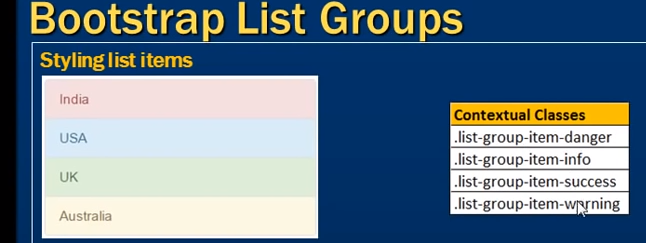 Bootstrap List Groups
Styling list items
India
USA
UK
Australia
Contextual Classes
.list-group-item-danger
.list-group-item-info
.list-group-item-success
.list-group-item-warning